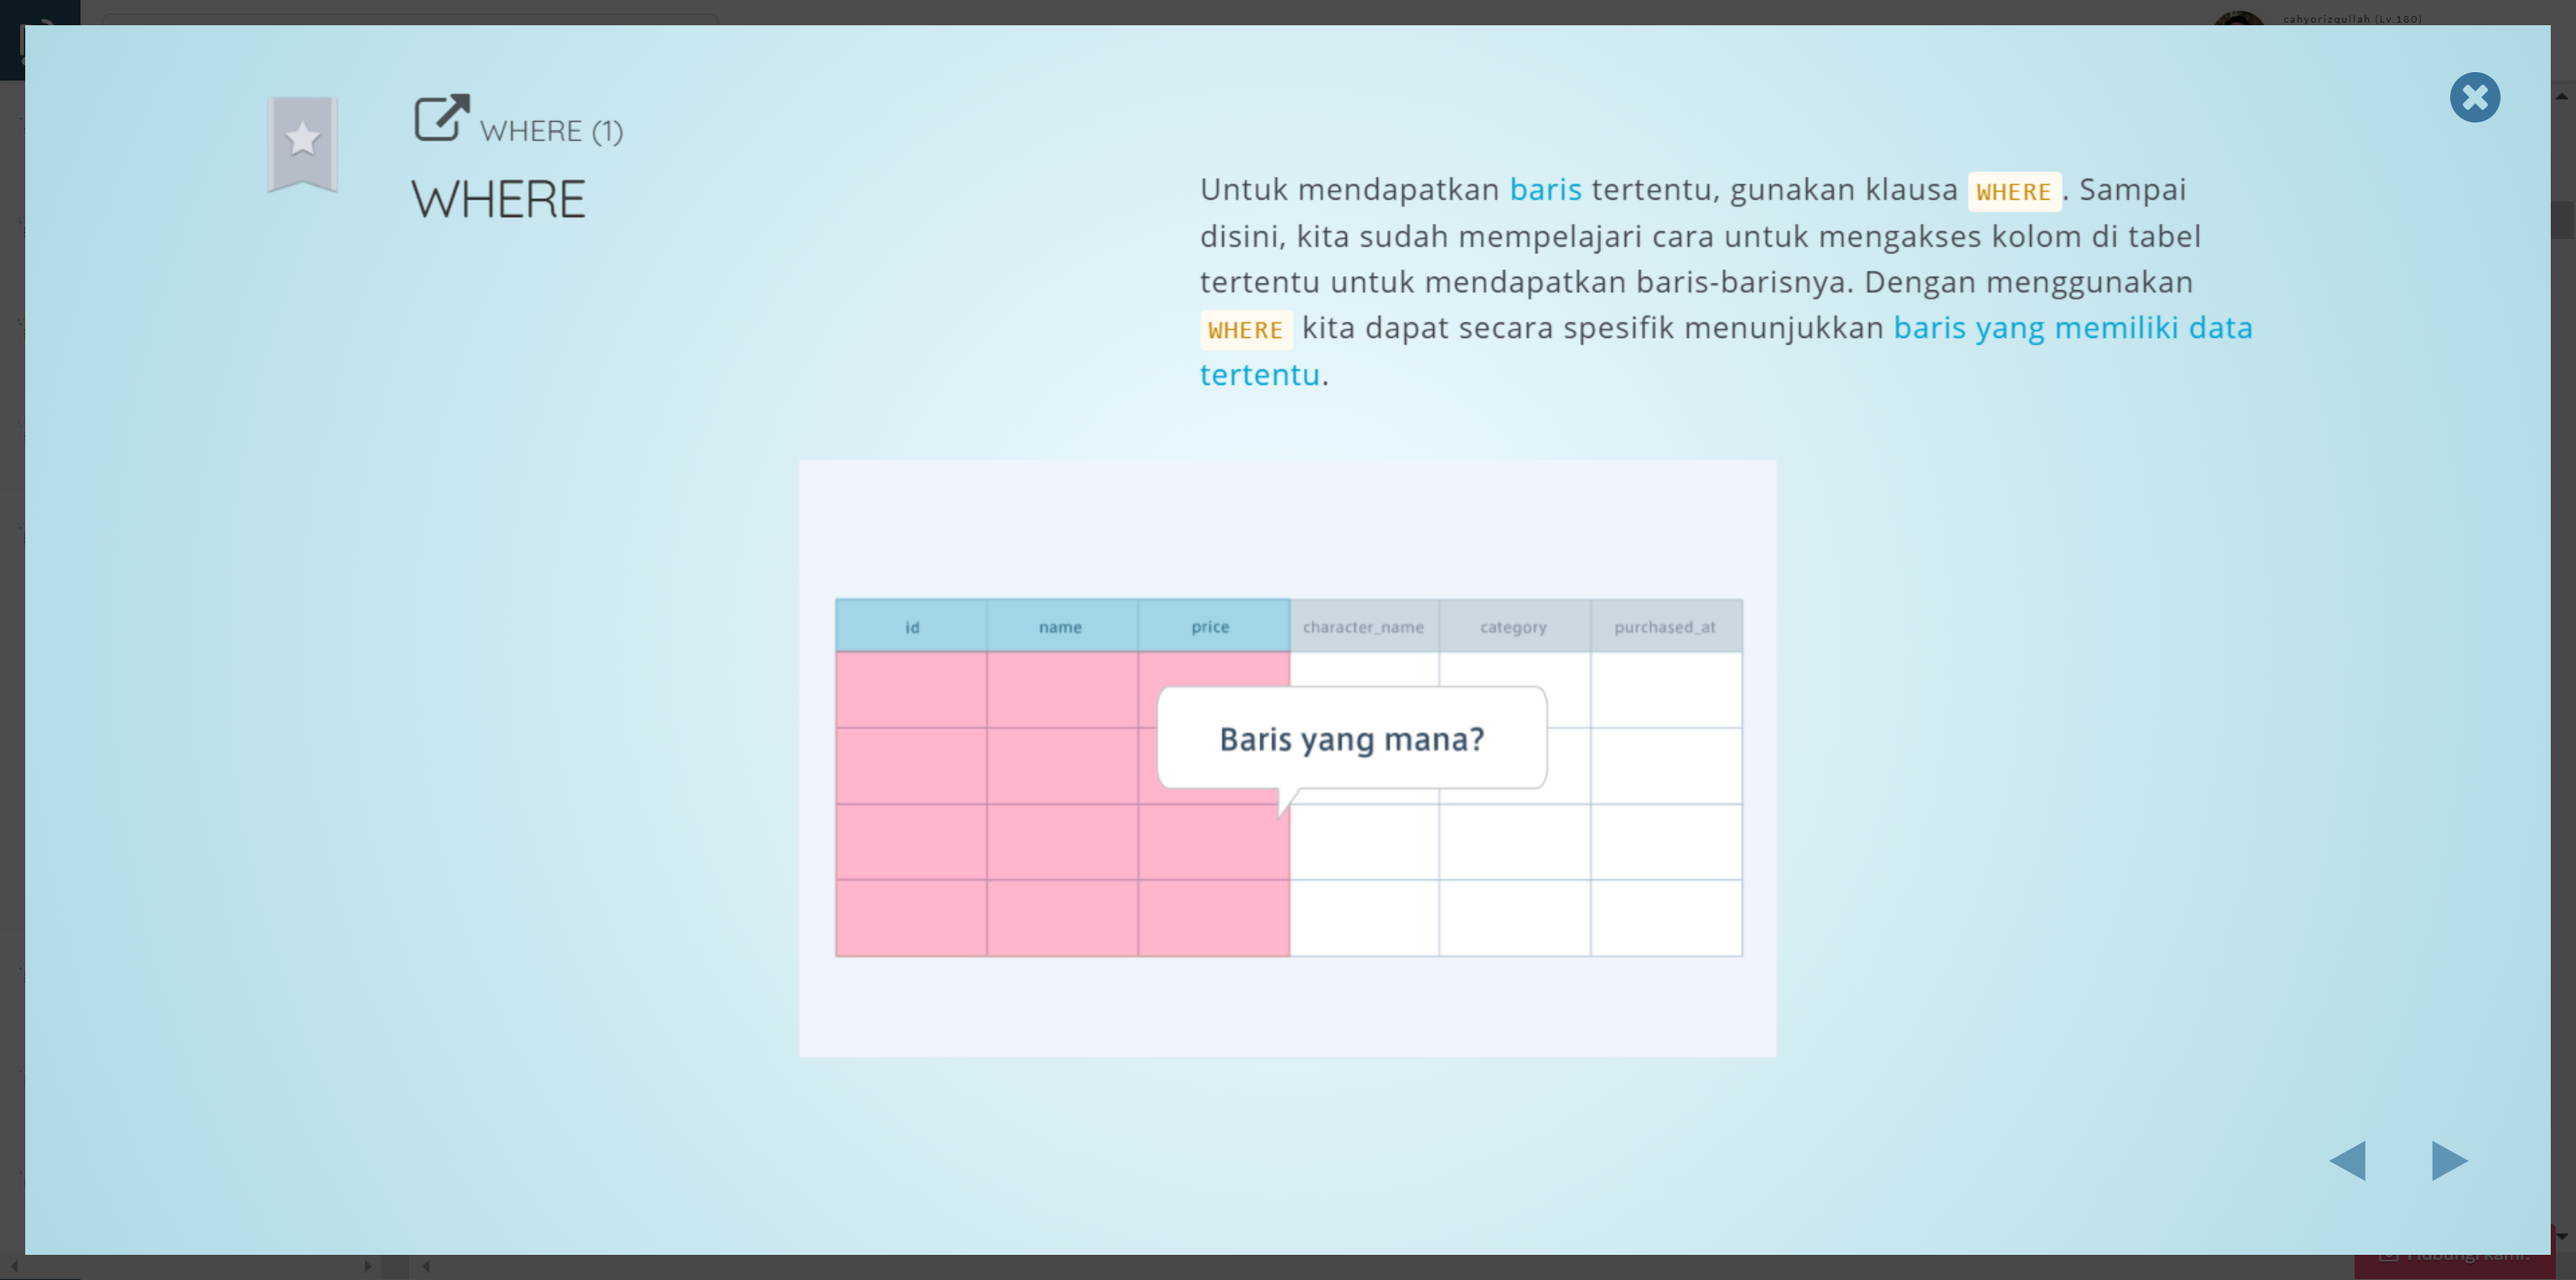 cahyorizqullah (Lv.180)
WHERE (1)
WHERE
Untuk mendapatkan baris tertentu, gunakan klausa WHERE. Sampai
disini, kita sudah mempelajari cara untuk mengakses kolom di tabel
tertentu untuk mendapatkan baris-barisnya. Dengan menggunakan
WHERE kita dapat secara spesifik menunjukkan baris yang memiliki data
tertentu.
id name price character_name category purchased_at
Baris yang mana?